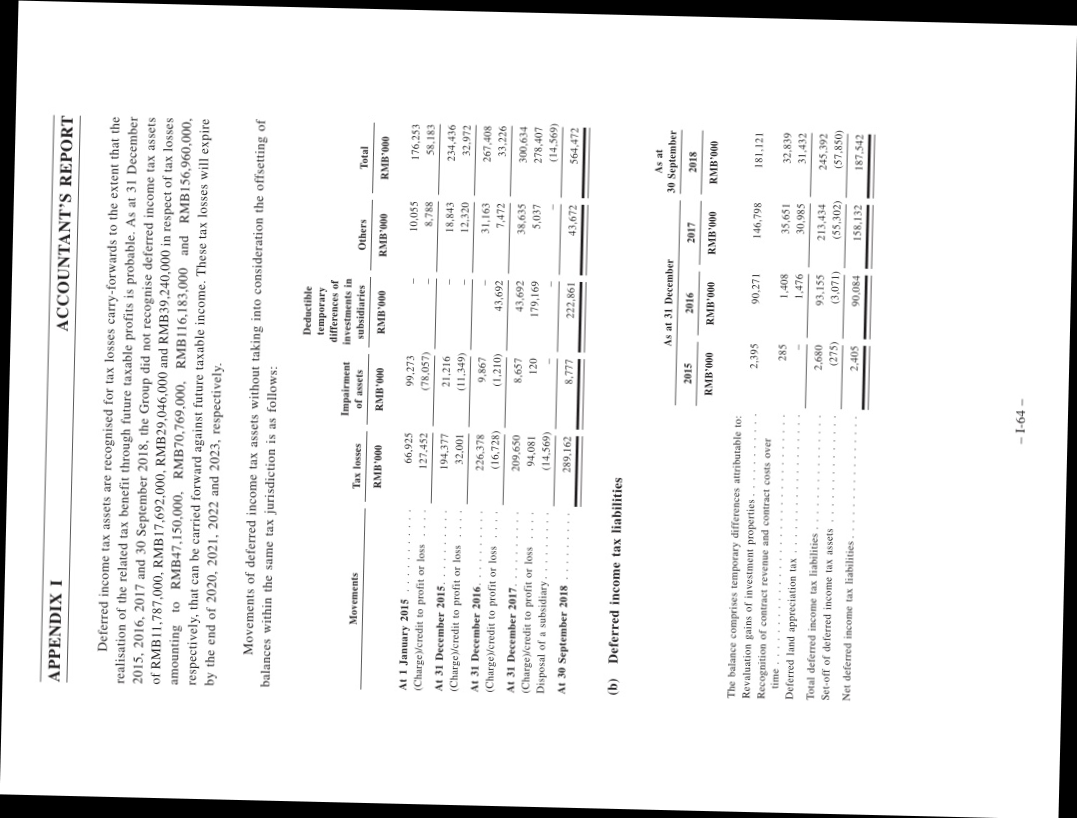 APPENDIX I ACCOUNTANT'S REPORT
Deferred income tax assets are recognised for tax losses carry-forwards to the extent that the
realisation of the related tax benefit through future taxable profits is probable. As at 31 December
2015, 2016, 2017 and 30 September 2018, the Group did not recognise deferred income tax assets
of RMB11,787,000, RMB17,692,000, RMB29,046,000 and RMB39,240,000 in respect of tax losses
amounting to RMB47,150,000, RMB70,769,000, RMB116,183,000 and RMB156,960,000,
respectively, that can be carried forward against future taxable income. These tax losses will expire
by the end of 2020, 2021, 2022 and 2023, respectively.
Movements of deferred income tax assets without taking into consideration the offsetting of
balances within the same tax jurisdiction is as follows:
Deductible
temporary
differences of
Impairment investments in
Movements Tax losses of assets subsidiaries Others Total
RMB'000 RMB'000 RMB'000 RMB'000 RMB'000
At 1 January 2015 . . . . . . . . . . . 66,925 99,273 – 10,055 176,253
(Charge)/credit to profit or loss . . . . 127,452 (78,057) – 8,788 58,183
At 31 December 2015. . . . . . . . . . 194,377 21,216 – 18,843 234,436
(Charge)/credit to profit or loss . . . . 32,001 (11,349) – 12,320 32,972
At 31 December 2016. . . . . . . . . . 226,378 9,867 – 31,163 267,408
(Charge)/credit to profit or loss . . . . (16,728) (1,210) 43,692 7,472 33,226
At 31 December 2017. . . . . . . . . . 209,650 8,657 43,692 38,635 300,634
(Charge)/credit to profit or loss . . . . 94,081 120 179,169 5,037 278,407
Disposal of a subsidiary . . . . . . . . . (14,569) – – – (14,569)
At 30 September 2018 . . . . . . . . . 289,162 8,777 222,861 43,672 564,472
(b) Deferred income tax liabilities
As at
As at 31 December 30 September
2015 2016 2017 2018
RMB'000 RMB'000 RMB'000 RMB'000
The balance comprises temporary differences attributable to:
Revaluation gains of investment properties . . . . . . . . . . 2,395 90,271 146,798 181,121
Recognition of contract revenue and contract costs over
time . . . . . . . . . . . . . . . . . . . . . . . . . . . . . 285 1,408 35,651 32,839
Deferred land appreciation tax . . . . . . . . . . . . . . . . . – 1,476 30,985 31,432
Total deferred income tax liabilities . . . . . . . . . . . . . . 2,680 93,155 213,434 245,392
Set-off of deferred income tax assets . . . . . . . . . . . . . (275) (3,071) (55,302) (57,850)
Net deferred income tax liabilities . . . . . . . . . . . . . . . 2,405 90,084 158,132 187,542
– I-64 –